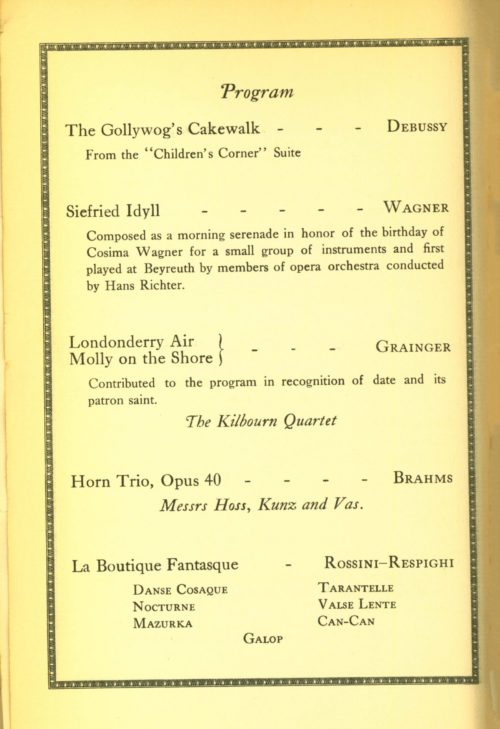 Program
The Gollywog's Cakewalk - - - DEBUSSY
From the "Children's Corner" Suite
Siefried Idyll - - - - - WAGNER
Composed as a morning serenade in honor of the birthday of
Cosima Wagner for a small group of instruments and first
played at Beyreuth by members of opera orchestra conducted
by Hans Richter.
Londonderry Air
Molly on the Shore } - - - GRAINGER
Contributed to the program in recognition of date and its
patron saint.
The Kilbourn Quartet
Horn Trio, Opus 40 - - - - BRAHMS
Messrs Hoss, Kunz and Vas.
La Boutique Fantasque - ROSSINI–RESPIGHI
DANSE COSAQUE TARANTELLE
NOCTURNE VALSE LENTE
MAZURKA CAN-CAN
GALOP